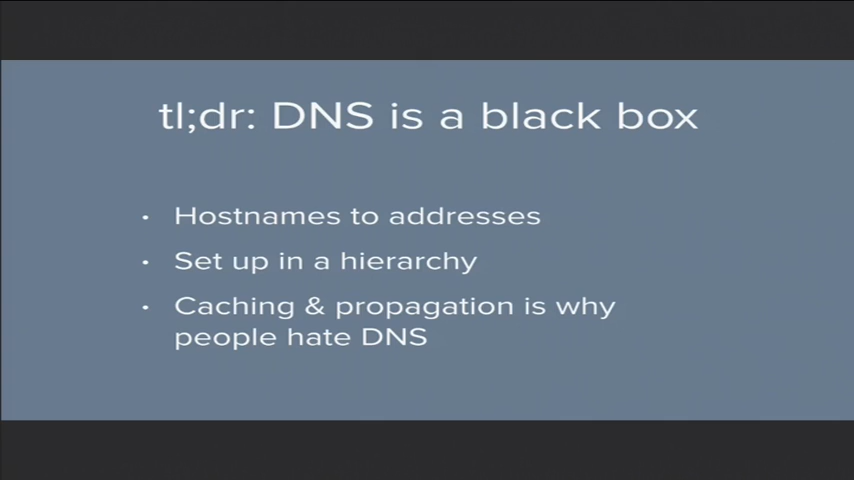 tl;dr: DNS is a black box
• Hostnames to addresses
• Set up in a hierarchy
• Caching & propagation is why
people hate DNS